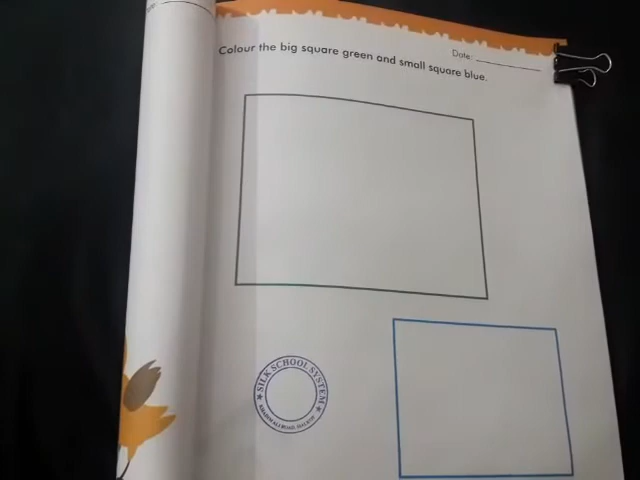 Date:
Colour the big square green and small square blue.
SILK SCHOOL SYSTEM